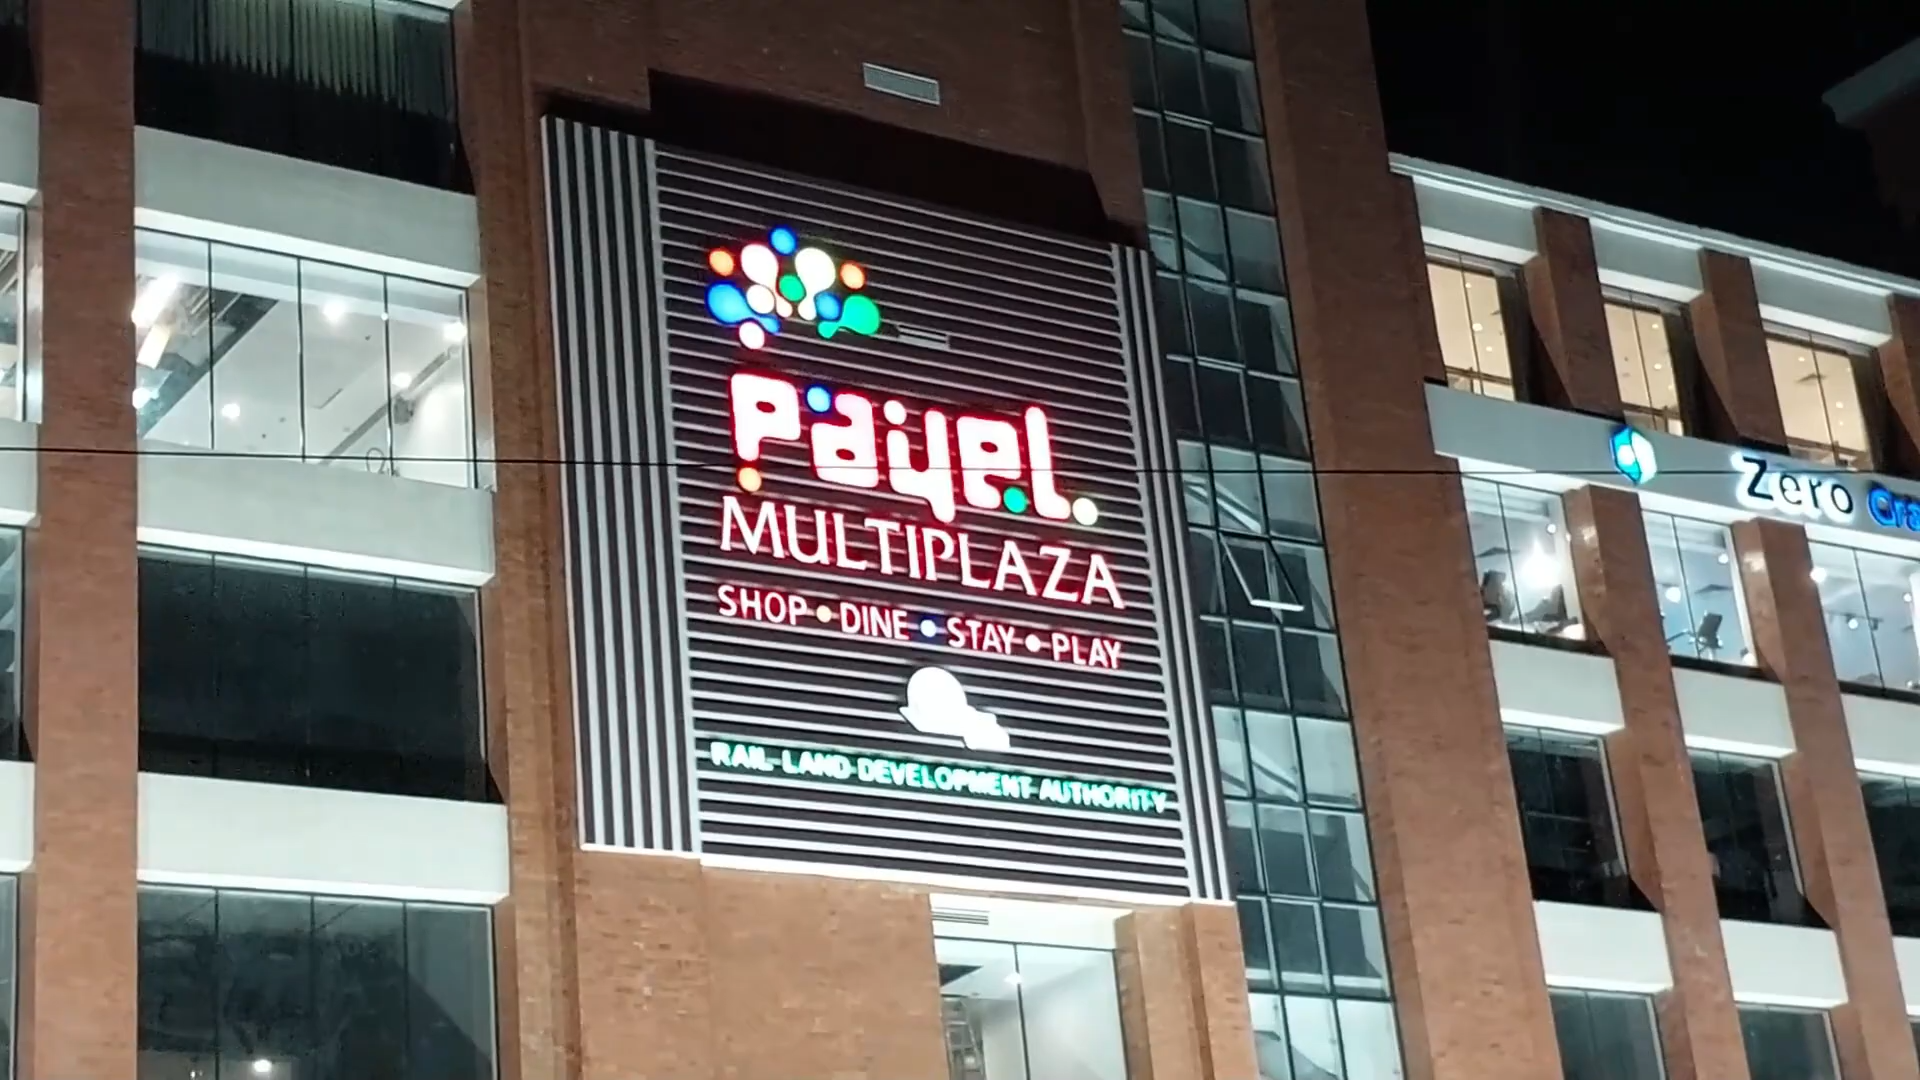 Payel
MULTIPLAZA
SHOP • DINE • STAY • PLAY
RAIL LAND DEVELOPMENT AUTHORITY
Zero